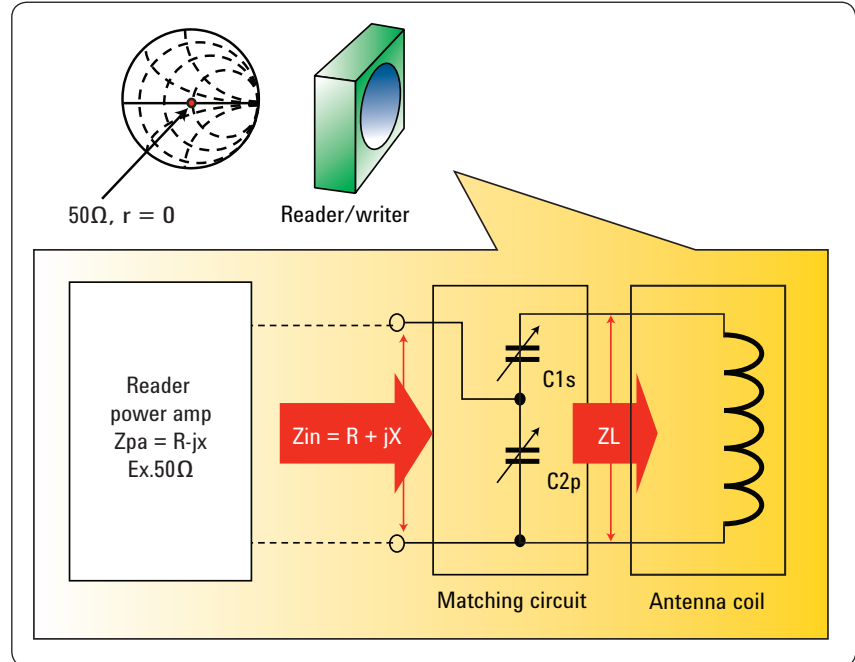 50Ω, r = 0
Reader/writer
Reader
power amp
Zpa = R-jx
Ex.50Ω
Zin = R + jX
C1s
C2p
ZL
Matching circuit
Antenna coil